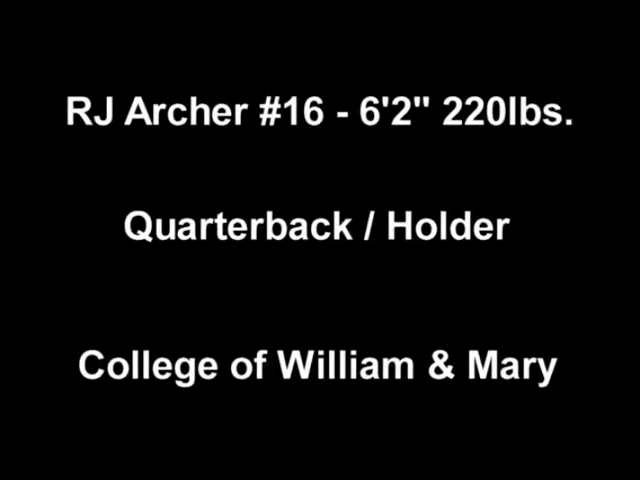 RJ Archer #16 - 6'2" 220lbs.
Quarterback / Holder
College of William & Mary